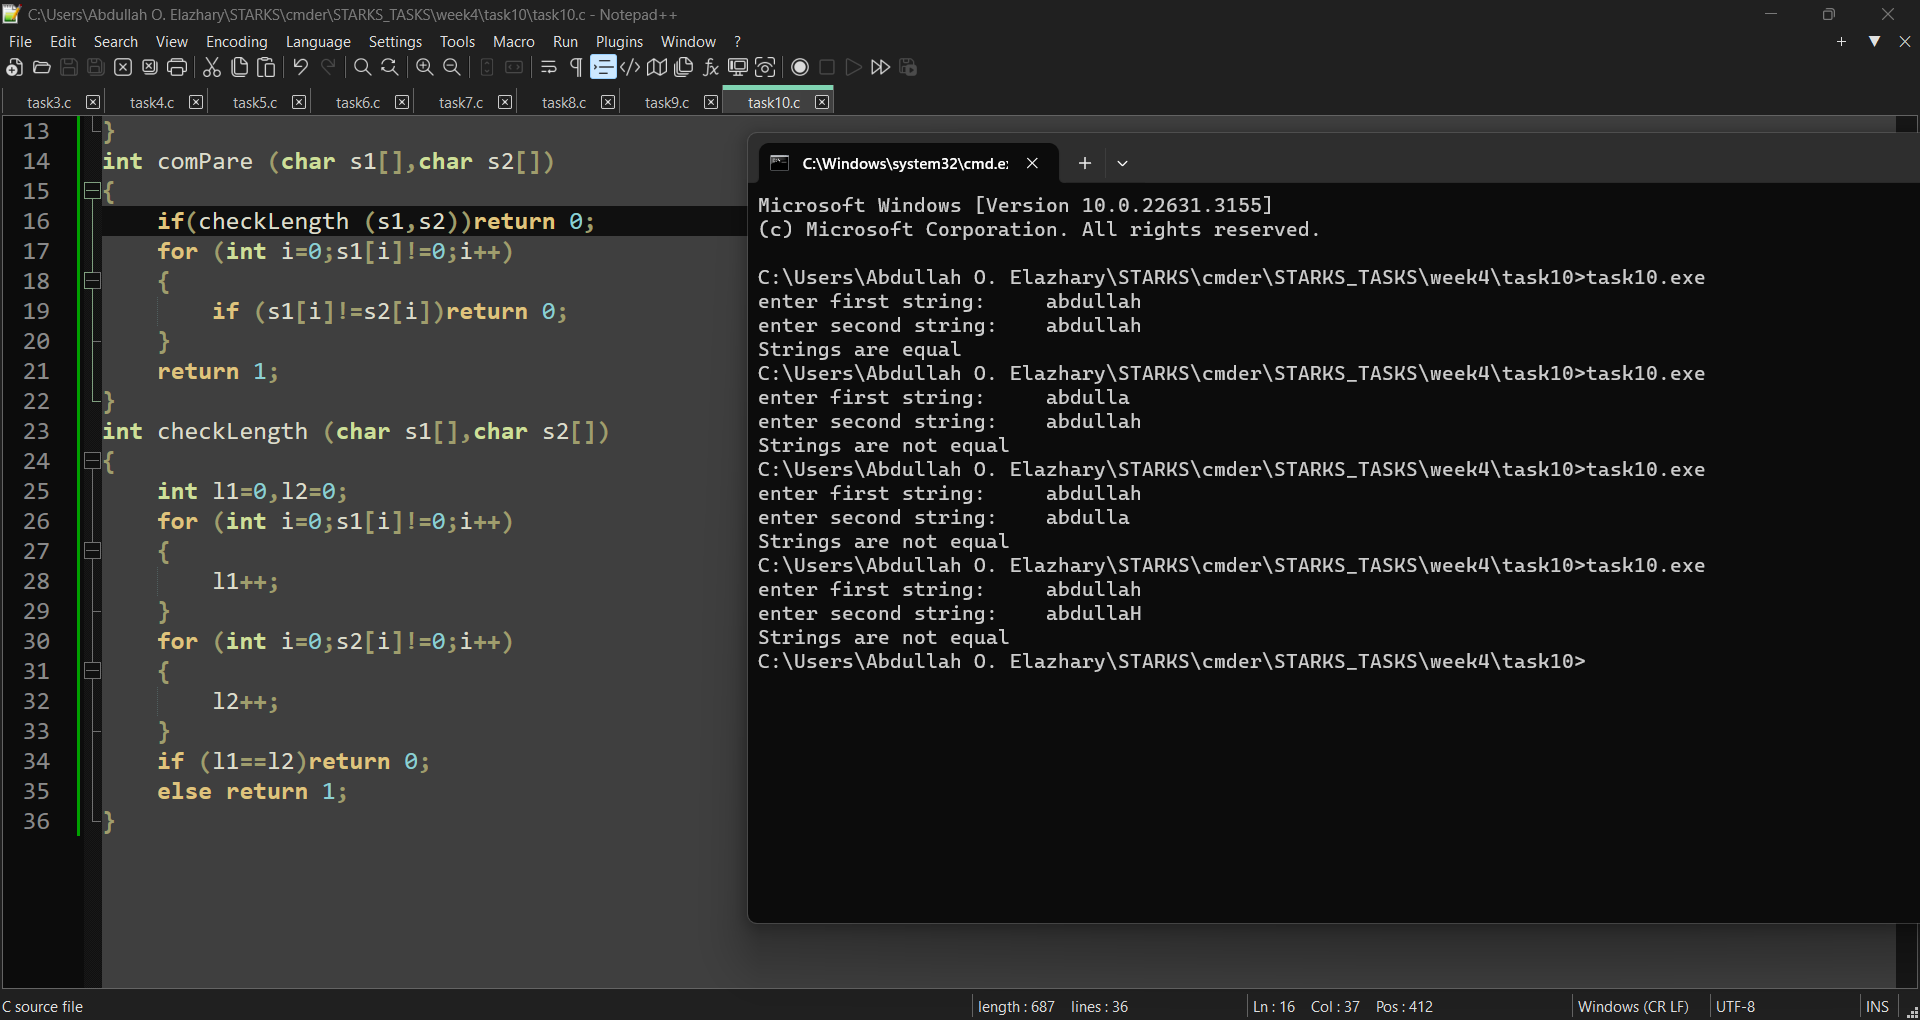 C:\Users\Abdullah O. Elazhary\STARKS\cmder\STARKS_TASKS\week4\task10\task10.c - Notepad++
File Edit Search View Encoding Language Settings Tools Macro Run Plugins Window ?
task3.c task4.c task5.c task6.c task7.c task8.c task9.c task10.c
13 }
14 int comPare (char s1[],char s2[])
15 {
16 if(checkLength (s1,s2))return 0;
17 for (int i=0;s1[i]!=0;i++)
18 {
19 if (s1[i]!=s2[i])return 0;
20 }
21 return 1;
22 }
23 int checkLength (char s1[],char s2[])
24 {
25 int l1=0,l2=0;
26 for (int i=0;s1[i]!=0;i++)
27 {
28 l1++;
29 }
30 for (int i=0;s2[i]!=0;i++)
31 {
32 l2++;
33 }
34 if (l1==l2)return 0;
35 else return 1;
36 }
C:\Windows\system32\cmd.e
Microsoft Windows [Version 10.0.22631.3155]
(c) Microsoft Corporation. All rights reserved.
C:\Users\Abdullah O. Elazhary\STARKS\cmder\STARKS_TASKS\week4\task10>task10.exe
enter first string: abdullah
enter second string: abdullah
Strings are equal
C:\Users\Abdullah O. Elazhary\STARKS\cmder\STARKS_TASKS\week4\task10>task10.exe
enter first string: abdulla
enter second string: abdullah
Strings are not equal
C:\Users\Abdullah O. Elazhary\STARKS\cmder\STARKS_TASKS\week4\task10>task10.exe
enter first string: abdullah
enter second string: abdulla
Strings are not equal
C:\Users\Abdullah O. Elazhary\STARKS\cmder\STARKS_TASKS\week4\task10>task10.exe
enter first string: abdullah
enter second string: abdullaH
Strings are not equal
C:\Users\Abdullah O. Elazhary\STARKS\cmder\STARKS_TASKS\week4\task10>
C source file length : 687 lines : 36 Ln : 16 Col : 37 Pos : 412 Windows (CR LF) UTF-8 INS